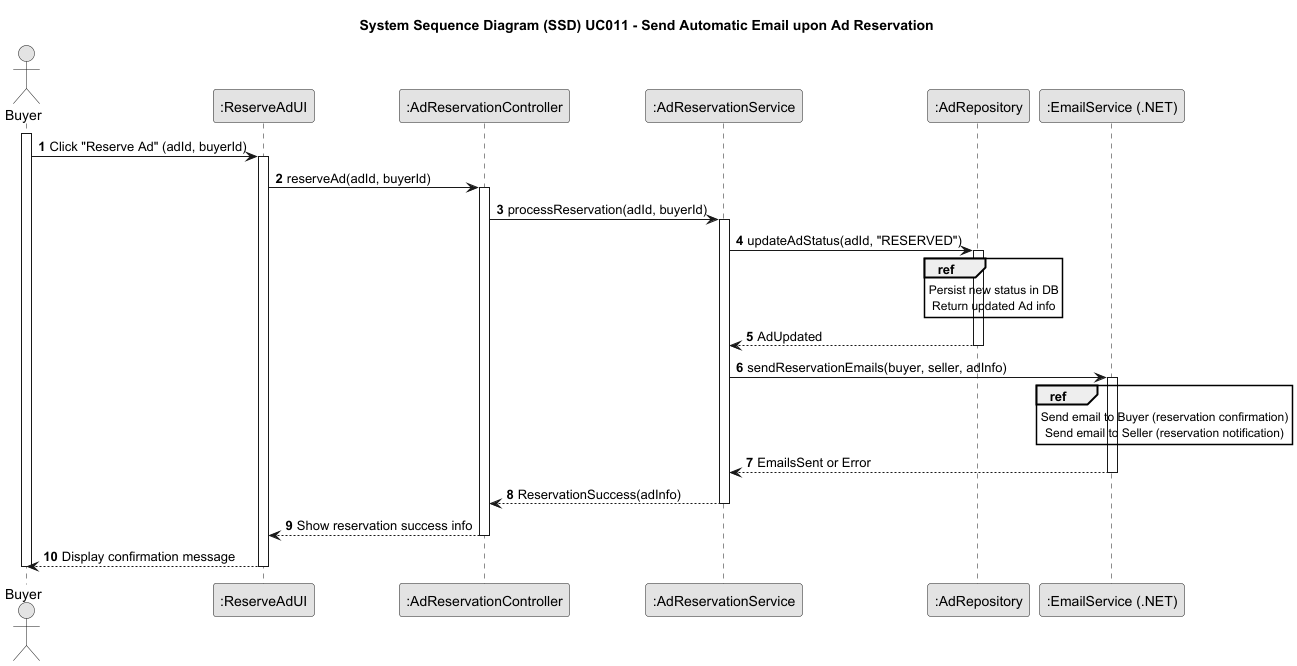 System Sequence Diagram (SSD) UC011 - Send Automatic Email upon Ad Reservation
Buyer
:ReserveAdUI
:AdReservationController
:AdReservationService
:AdRepository
:EmailService (.NET)
1 Click "Reserve Ad" (adId, buyerId)
2 reserveAd(adId, buyerId)
3 processReservation(adId, buyerId)
4 updateAdStatus(adId, "RESERVED")
ref
Persist new status in DB
Return updated Ad info
5 AdUpdated
6 sendReservationEmails(buyer, seller, adInfo)
ref
Send email to Buyer (reservation confirmation)
Send email to Seller (reservation notification)
7 EmailsSent or Error
8 ReservationSuccess(adInfo)
9 Show reservation success info
10 Display confirmation message
Buyer
:ReserveAdUI
:AdReservationController
:AdReservationService
:AdRepository
:EmailService (.NET)